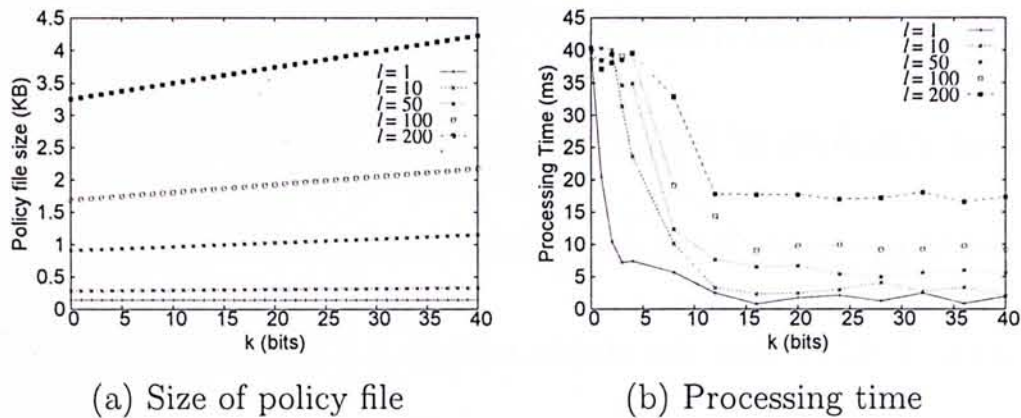 Policy file size (KB)
4.5
4
3.5
3
2.5
2
1.5
1
0.5
0
0 5 10 15 20 25 30 35 40
k (bits)
l = 1
l = 10
l = 50
l = 100
l = 200
(a) Size of policy file
Processing Time (ms)
45
40
35
30
25
20
15
10
5
0
0 5 10 15 20 25 30 35 40
k (bits)
l = 1
l = 10
l = 50
l = 100
l = 200
(b) Processing time